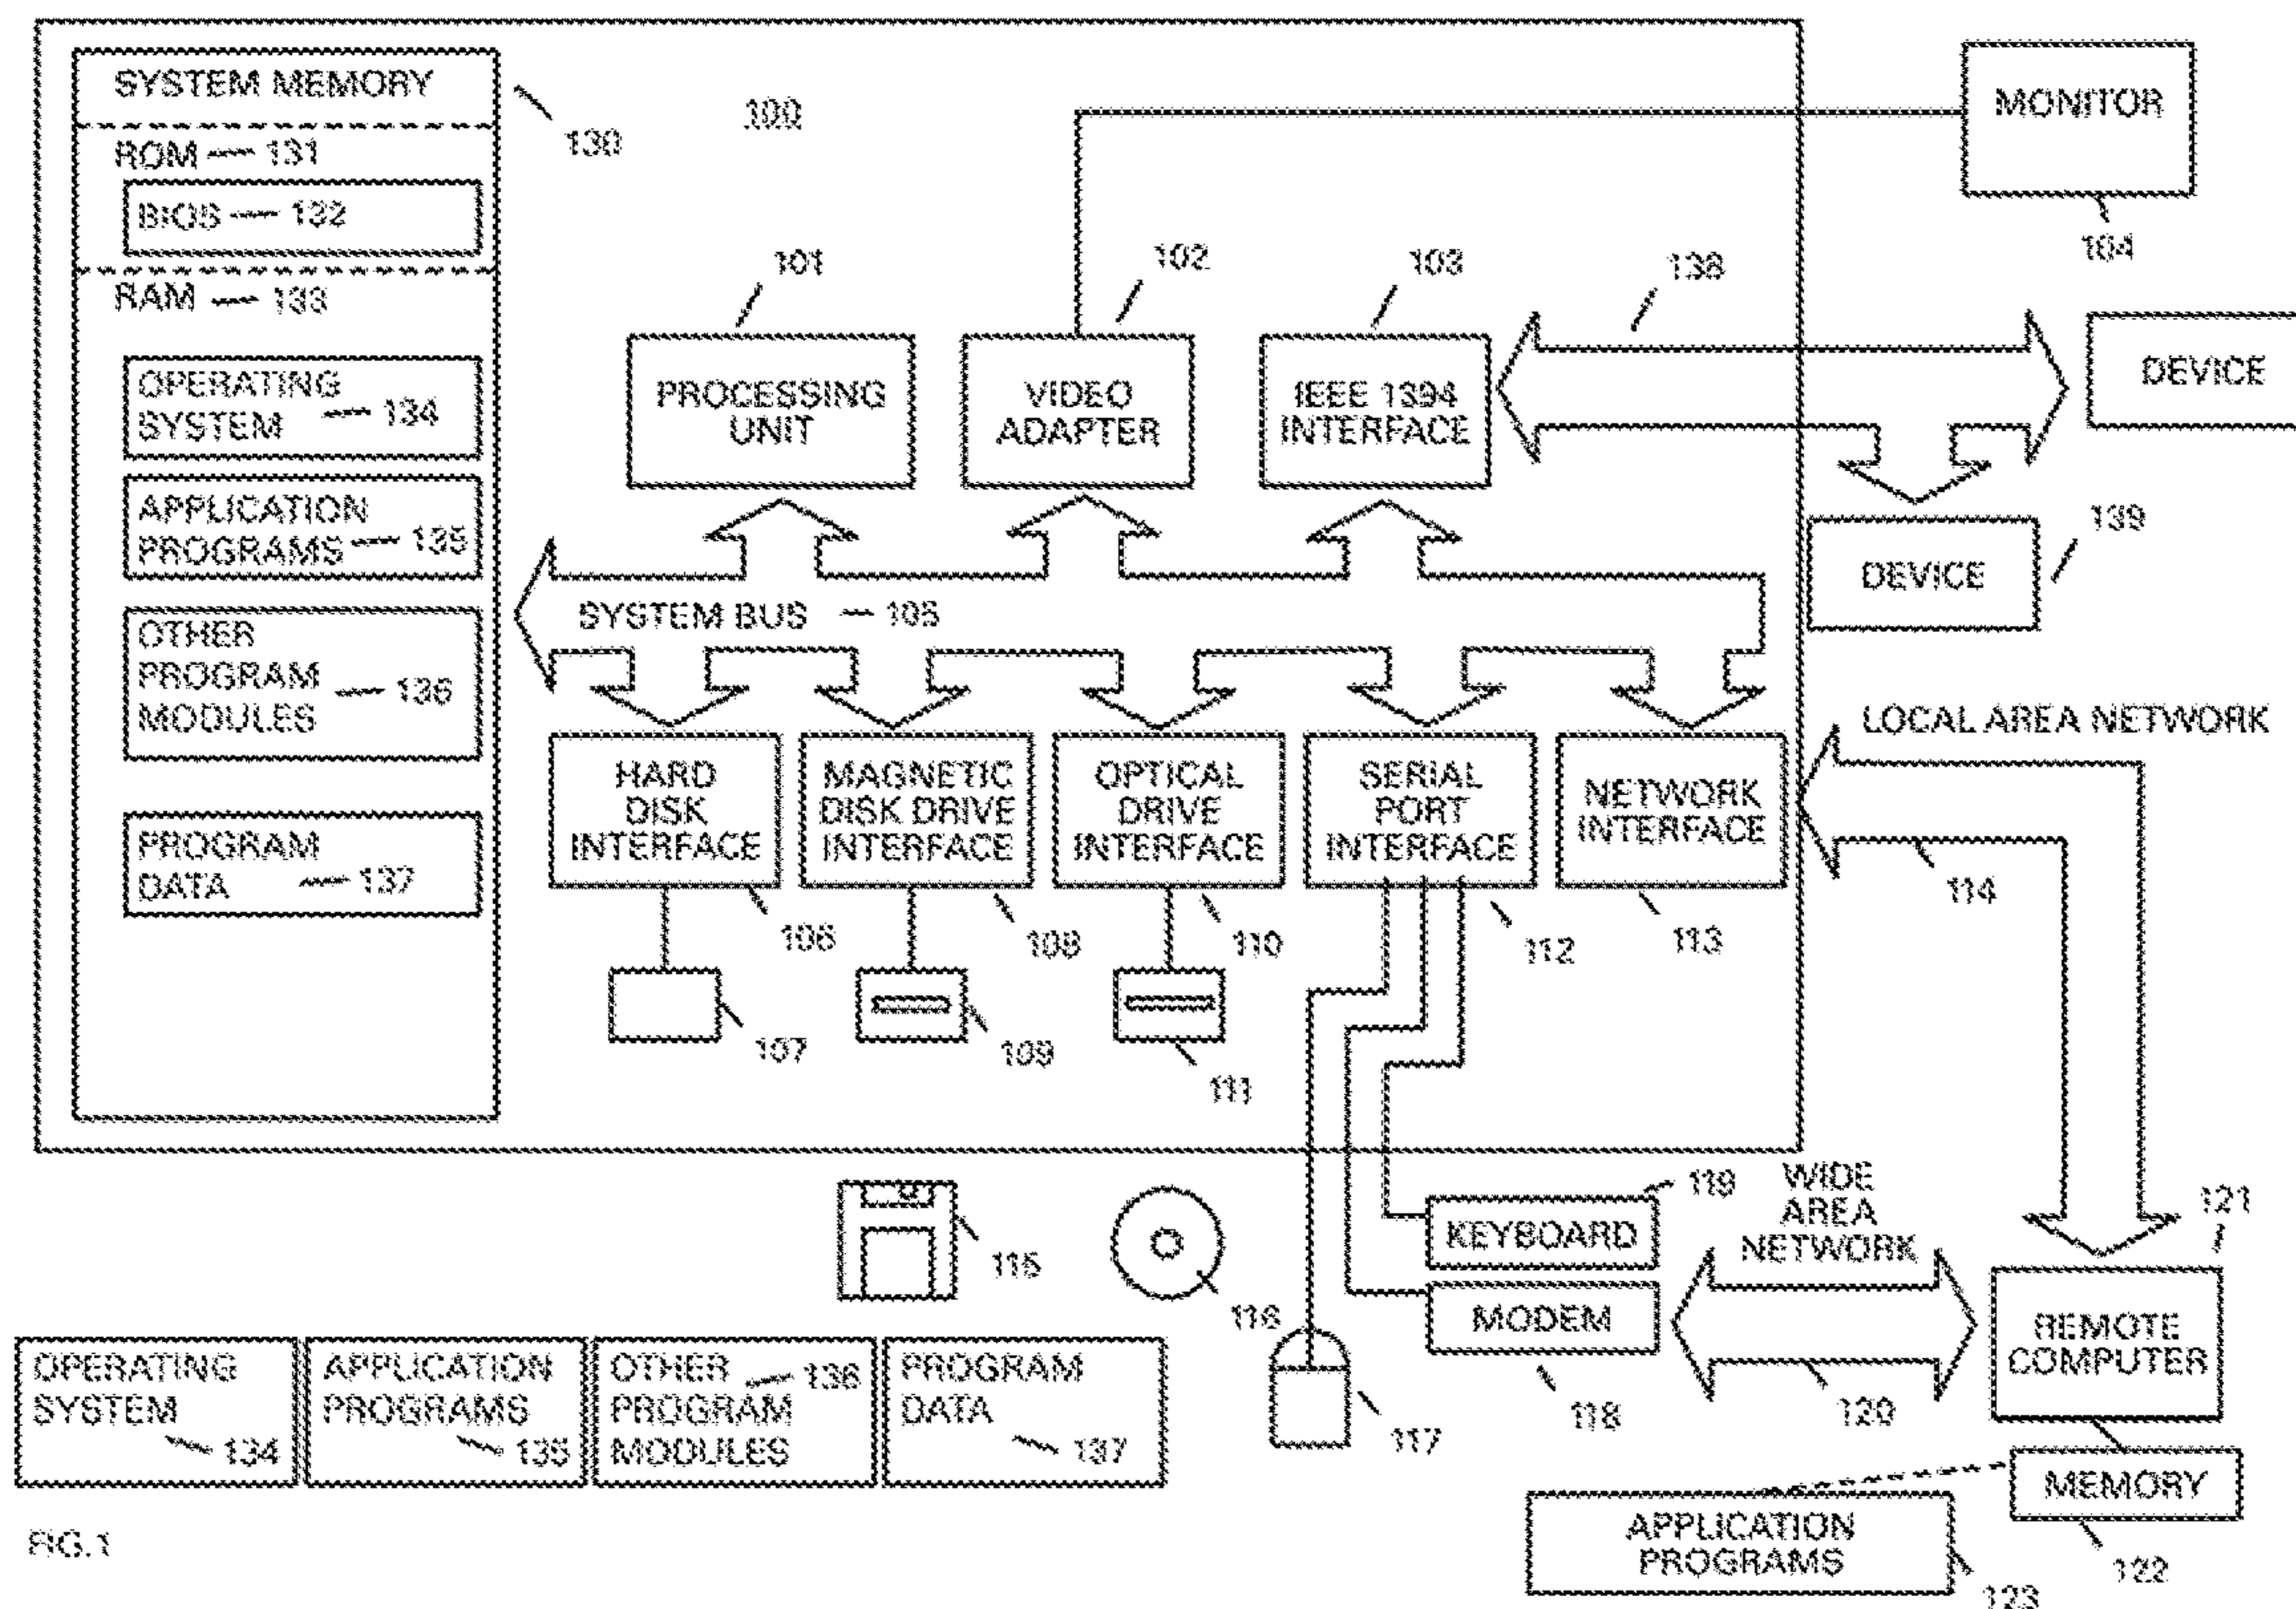 SYSTEM MEMORY
130
100
ROM 131
BIOS 132
RAM 133
OPERATING
SYSTEM 134
APPLICATION
PROGRAMS 135
OTHER
PROGRAM
MODULES 136
PROGRAM
DATA 137
101
PROCESSING
UNIT
102
VIDEO
ADAPTER
103
IEEE 1394
INTERFACE
138
MONITOR
104
DEVICE
DEVICE
139
SYSTEM BUS 105
HARD
DISK
INTERFACE
106
107
MAGNETIC
DISK DRIVE
INTERFACE
108
109
OPTICAL
DRIVE
INTERFACE
110
111
SERIAL
PORT
INTERFACE
112
NETWORK
INTERFACE
113
LOCAL AREA NETWORK
114
115
116
117
119
KEYBOARD
MODEM
118
WIDE
AREA
NETWORK
120
121
REMOTE
COMPUTER
MEMORY
122
APPLICATION
PROGRAMS
123
OPERATING
SYSTEM
134
APPLICATION
PROGRAMS
135
OTHER
136
PROGRAM
MODULES
PROGRAM
DATA
137
FIG.1